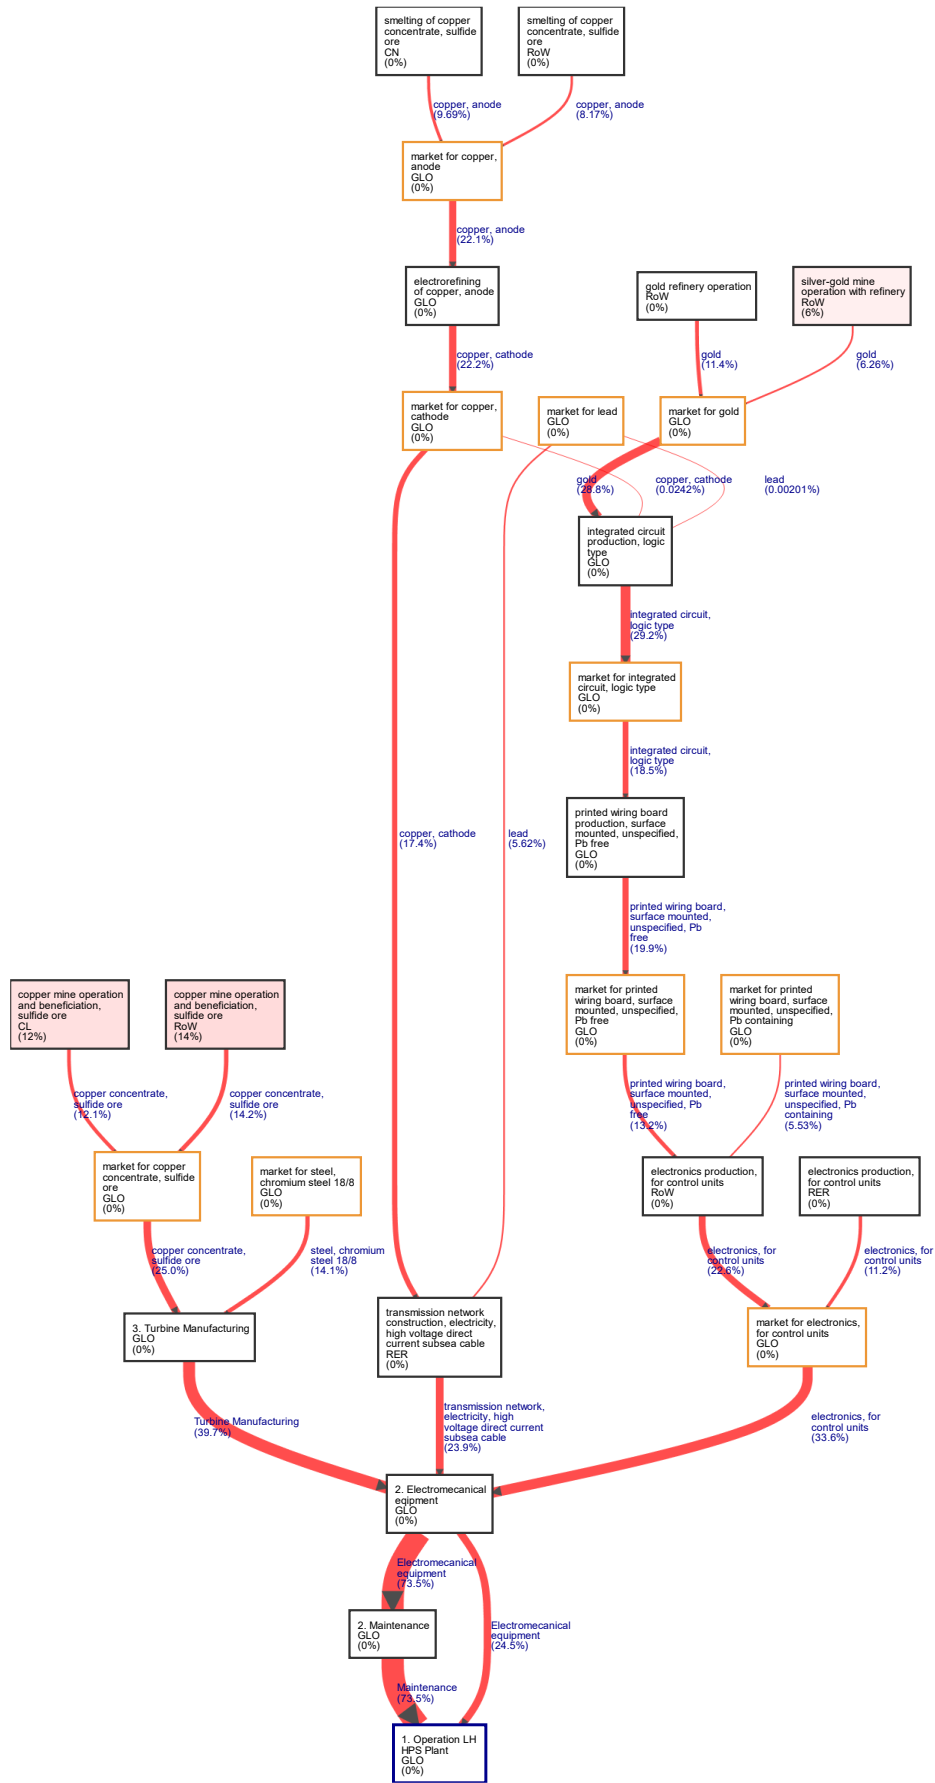 smelting of copper
concentrate, sulfide
ore
CN
(0%)
smelting of copper
concentrate, sulfide
ore
RoW
(0%)
copper, anode
(9.69%)
copper, anode
(8.17%)
market for copper,
anode
GLO
(0%)
copper, anode
(22.1%)
electrorefining
of copper, anode
GLO
(0%)
gold refinery operation
RoW
(0%)
silver-gold mine
operation with refinery
RoW
(6%)
copper, cathode
(22.2%)
gold
(11.4%)
gold
(6.26%)
market for copper,
cathode
GLO
(0%)
market for lead
GLO
(0%)
market for gold
GLO
(0%)
gold
(28.8%)
copper, cathode
(0.0242%)
lead
(0.00201%)
integrated circuit
production, logic
type
GLO
(0%)
integrated circuit,
logic type
(29.2%)
market for integrated
circuit, logic type
GLO
(0%)
integrated circuit,
logic type
(18.5%)
printed wiring board
production, surface
mounted, unspecified,
Pb free
GLO
(0%)
copper, cathode
(17.4%)
lead
(5.62%)
printed wiring board,
surface mounted,
unspecified, Pb
free
(19.9%)
copper mine operation
and beneficiation,
sulfide ore
CL
(12%)
copper mine operation
and beneficiation,
sulfide ore
RoW
(14%)
market for printed
wiring board, surface
mounted, unspecified,
Pb free
GLO
(0%)
market for printed
wiring board, surface
mounted, unspecified,
Pb containing
GLO
(0%)
copper concentrate,
sulfide ore
(12.1%)
copper concentrate,
sulfide ore
(14.2%)
printed wiring board,
surface mounted,
unspecified, Pb
free
(13.2%)
printed wiring board,
surface mounted,
unspecified, Pb
containing
(5.53%)
market for copper
concentrate, sulfide
ore
GLO
(0%)
market for steel,
chromium steel 18/8
GLO
(0%)
electronics production,
for control units
RoW
(0%)
electronics production,
for control units
RER
(0%)
copper concentrate,
sulfide ore
(25.0%)
steel, chromium
steel 18/8
(14.1%)
electronics, for
control units
(22.6%)
electronics, for
control units
(11.2%)
3. Turbine Manufacturing
GLO
(0%)
transmission network
construction, electricity,
high voltage direct
current subsea cable
RER
(0%)
market for electronics,
for control units
GLO
(0%)
Turbine Manufacturing
(39.7%)
transmission network,
electricity, high
voltage direct current
subsea cable
(23.9%)
electronics, for
control units
(33.6%)
2. Electromecanical
eqipment
GLO
(0%)
Electromecanical
equipment
(73.5%)
2. Maintenance
GLO
(0%)
Electromecanical
equipment
(24.5%)
Maintenance
(73.5%)
1. Operation LH
HPS Plant
GLO
(0%)